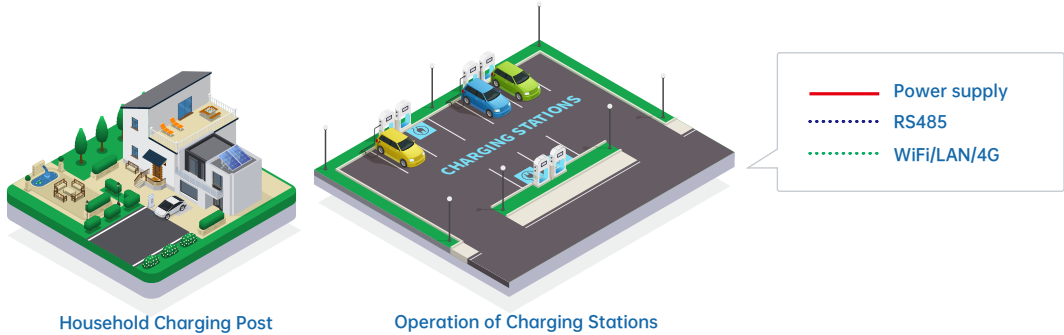 CHARGING STATIONS
Power supply
RS485
WiFi/LAN/4G
Household Charging Post
Operation of Charging Stations